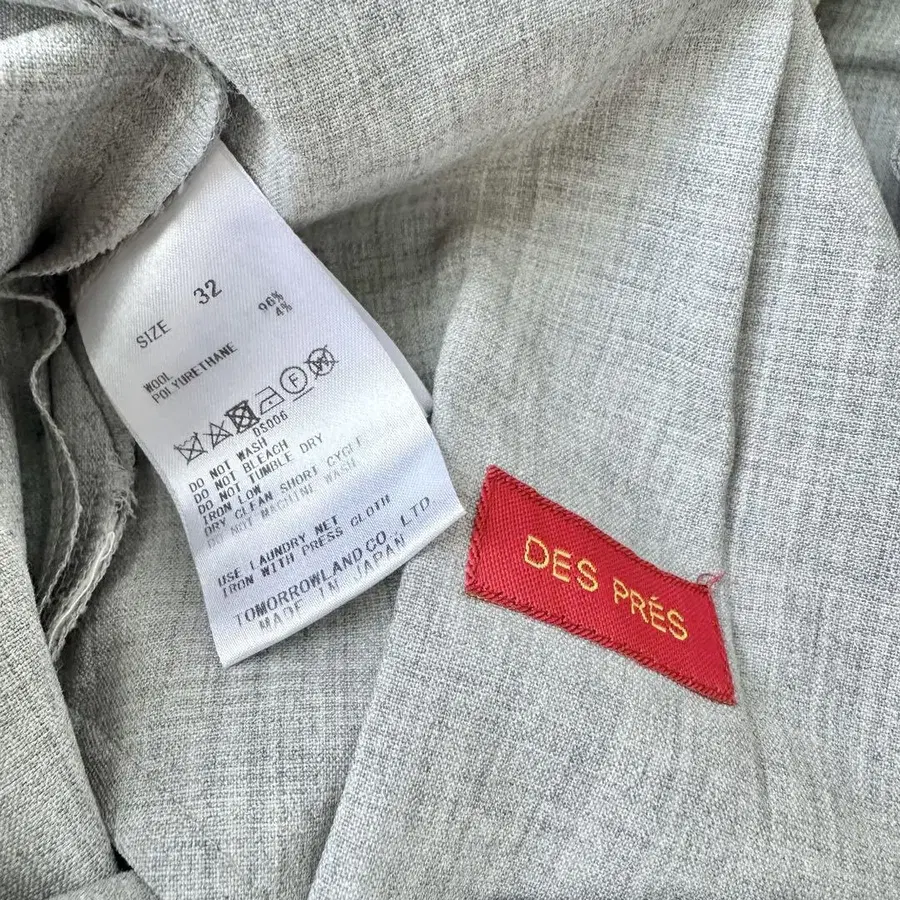 SIZE 32
WOOL 96%
POLYURETHANE 4%
DS006
DO NOT WASH
DO NOT BLEACH
DO NOT TUMBLE DRY
IRON LOW
DRY CLEAN SHORT CYCLE
DO NOT MACHINE WASH
USE LAUNDRY NET
IRON WITH PRESS CLOTH
TOMORROWLAND CO., LTD
MADE IN JAPAN
DES PRÉS